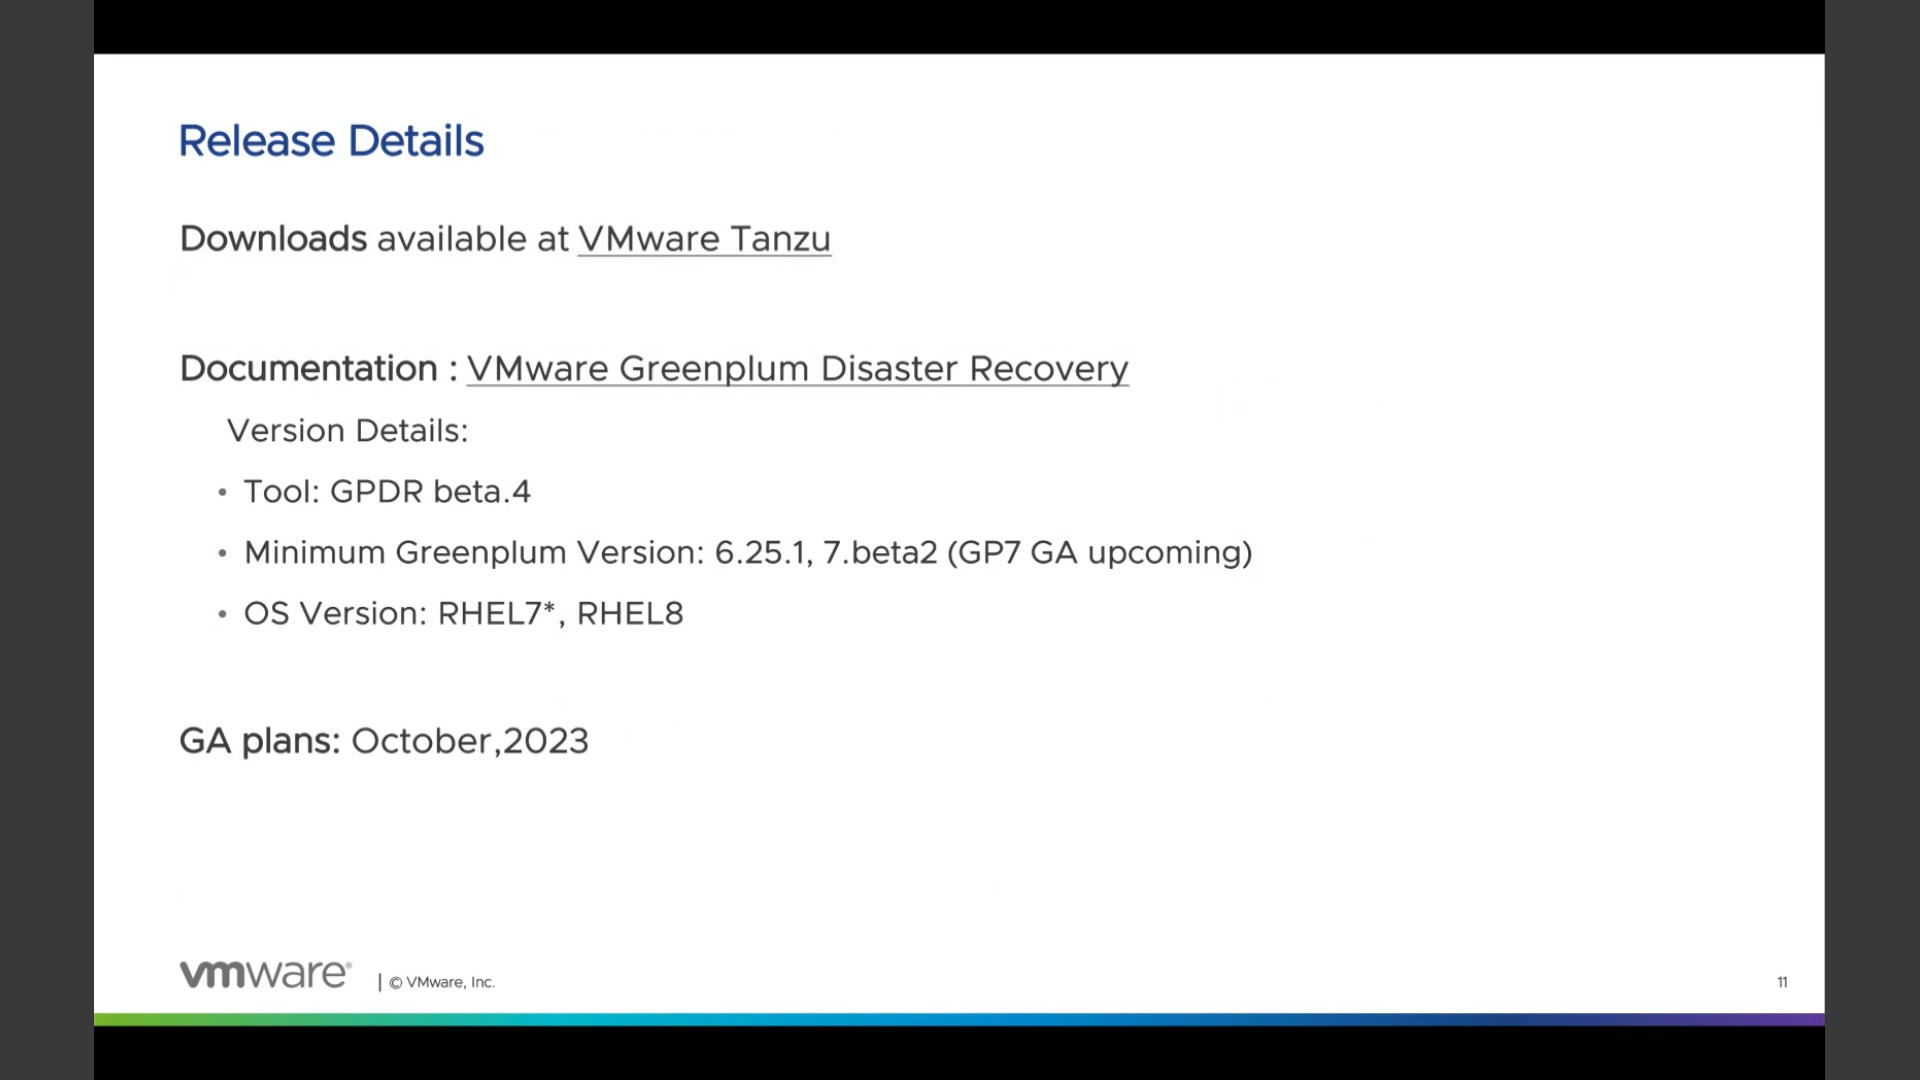 Release Details
Downloads available at VMware Tanzu
Documentation : VMware Greenplum Disaster Recovery
Version Details:
• Tool: GPDR beta.4
• Minimum Greenplum Version: 6.25.1, 7.beta2 (GP7 GA upcoming)
• OS Version: RHEL7*, RHEL8
GA plans: October,2023
vmware® | © VMware, Inc.
11